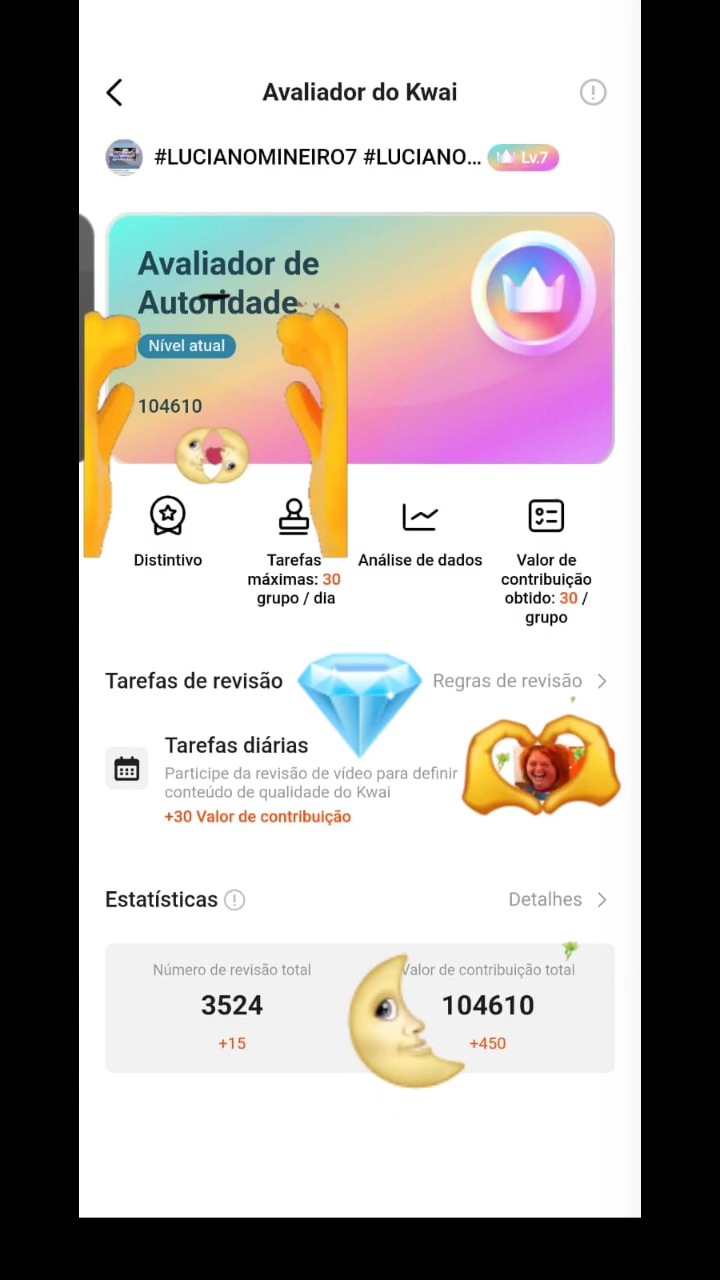 Avaliador do Kwai
#LUCIANOMINEIRO7 #LUCIANO... Lv.7
Avaliador de
Autoridade
Nível atual
104610
Distintivo
Tarefas
máximas: 30
grupo / dia
Análise de dados
Valor de
contribuição
obtido: 30 /
grupo
Tarefas de revisão
Regras de revisão
Tarefas diárias
Participe da revisão de vídeo para definir
conteúdo de qualidade do Kwai
+30 Valor de contribuição
Estatísticas
Detalhes
Número de revisão total
3524
+15
Valor de contribuição total
104610
+450